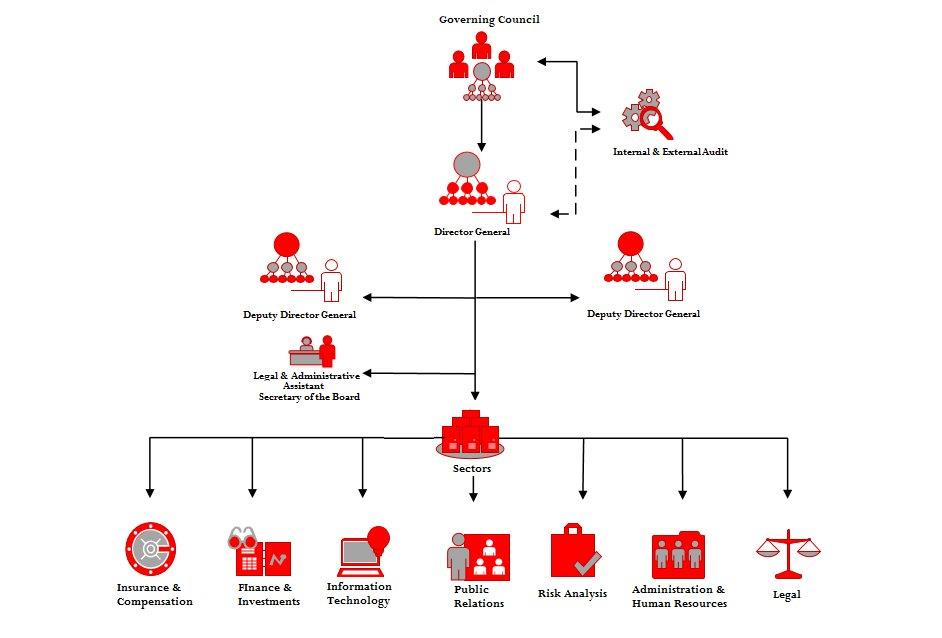 Governing Council
Internal & External Audit
Director General
Deputy Director General
Deputy Director General
Legal & Administrative
Assistant
Secretary of the Board
Sectors
Insurance &
Compensation
FInance &
Investments
Information
Technology
Public
Relations
Risk Analysis
Administration &
Human Resources
Legal